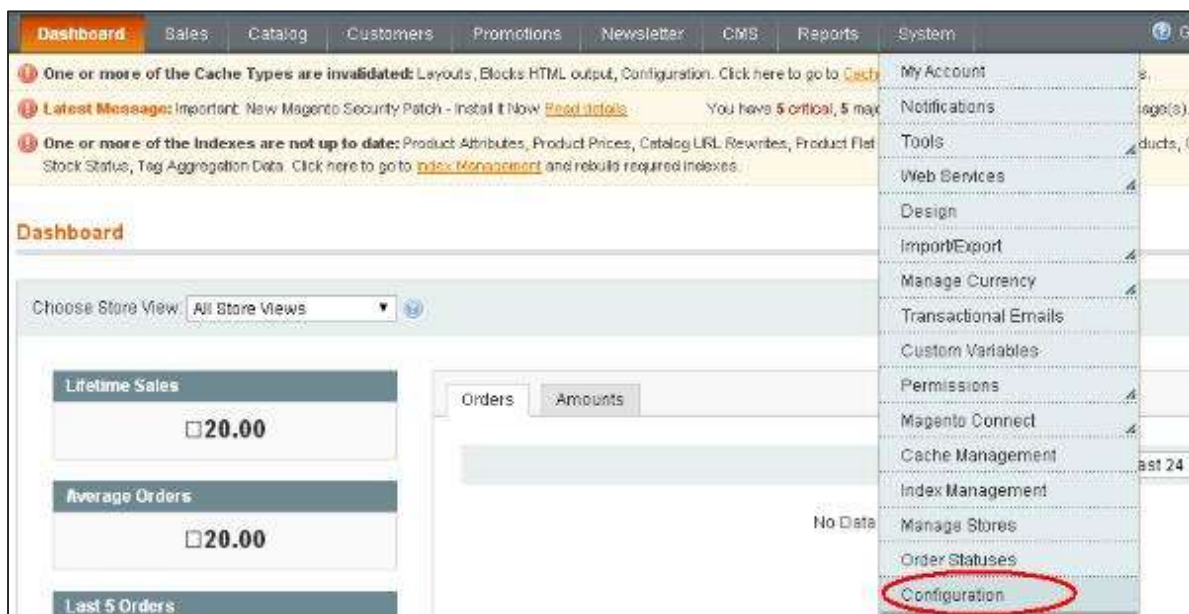 Dashboard Sales Catalog Customers Promotions Newsletter CMS Reports System G
One or more of the Cache Types are invalidated: Layouts, Blocks HTML output, Configuration. Click here to go to Cach s.
Latest Message: Important: New Magento Security Patch - Install It Now Read details You have 5 critical, 5 majo sage(s).
One or more of the Indexes are not up to date: Product Attributes, Product Prices, Catalog URL Rewrites, Product Flat ducts,
Stock Status, Tag Aggregation Data. Click here to go to Index Management and rebuild required indexes.
My Account
Notifications
Tools
Web Services
Design
Import/Export
Manage Currency
Transactional Emails
Custom Variables
Permissions
Magento Connect
Cache Management
Index Management
Manage Stores
Order Statuses
Configuration
Dashboard
Choose Store View: All Store Views
Lifetime Sales
20.00
Average Orders
20.00
Last 5 Orders
Orders Amounts
ast 24
No Data